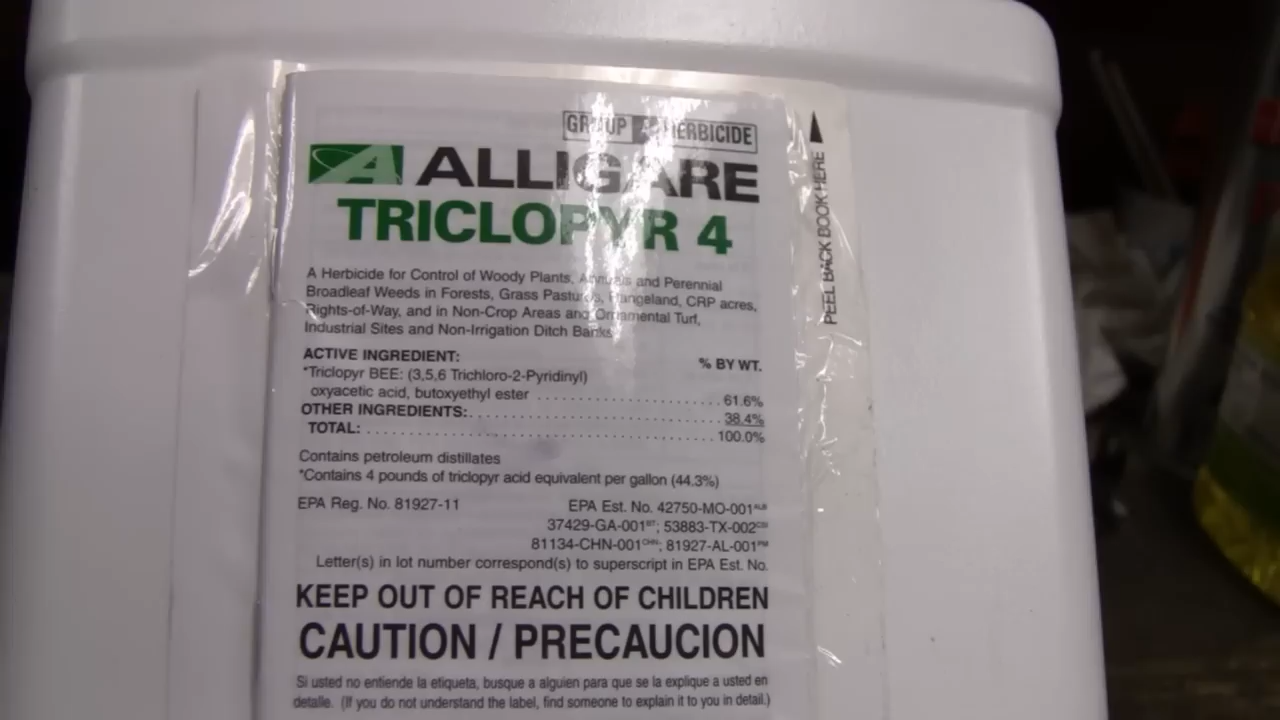 GROUP 4 HERBICIDE
ALLIGARE
TRICLOPYR 4
A Herbicide for Control of Woody Plants, Annuals and Perennial
Broadleaf Weeds in Forests, Grass Pastures, Rangeland, CRP acres,
Rights-of-Way, and in Non-Crop Areas and Ornamental Turf,
Industrial Sites and Non-Irrigation Ditch Banks
ACTIVE INGREDIENT: % BY WT.
*Triclopyr BEE: (3,5,6 Trichloro-2-Pyridinyl)
oxyacetic acid, butoxyethyl ester ........................ 61.6%
OTHER INGREDIENTS:................................. 38.4%
TOTAL: ............................................... 100.0%
Contains petroleum distillates
*Contains 4 pounds of triclopyr acid equivalent per gallon (44.3%)
EPA Reg. No. 81927-11 EPA Est. No. 42750-MO-001ALB
37429-GA-001BT; 53883-TX-002CSI
81134-CHN-001CHN; 81927-AL-001PM
Letter(s) in lot number correspond(s) to superscript in EPA Est. No.
KEEP OUT OF REACH OF CHILDREN
CAUTION / PRECAUCION
Si usted no entiende la etiqueta, busque a alguien para que se la explique a usted en
detalle. (If you do not understand the label, find someone to explain it to you in detail.)
PEEL BACK BOOK HERE